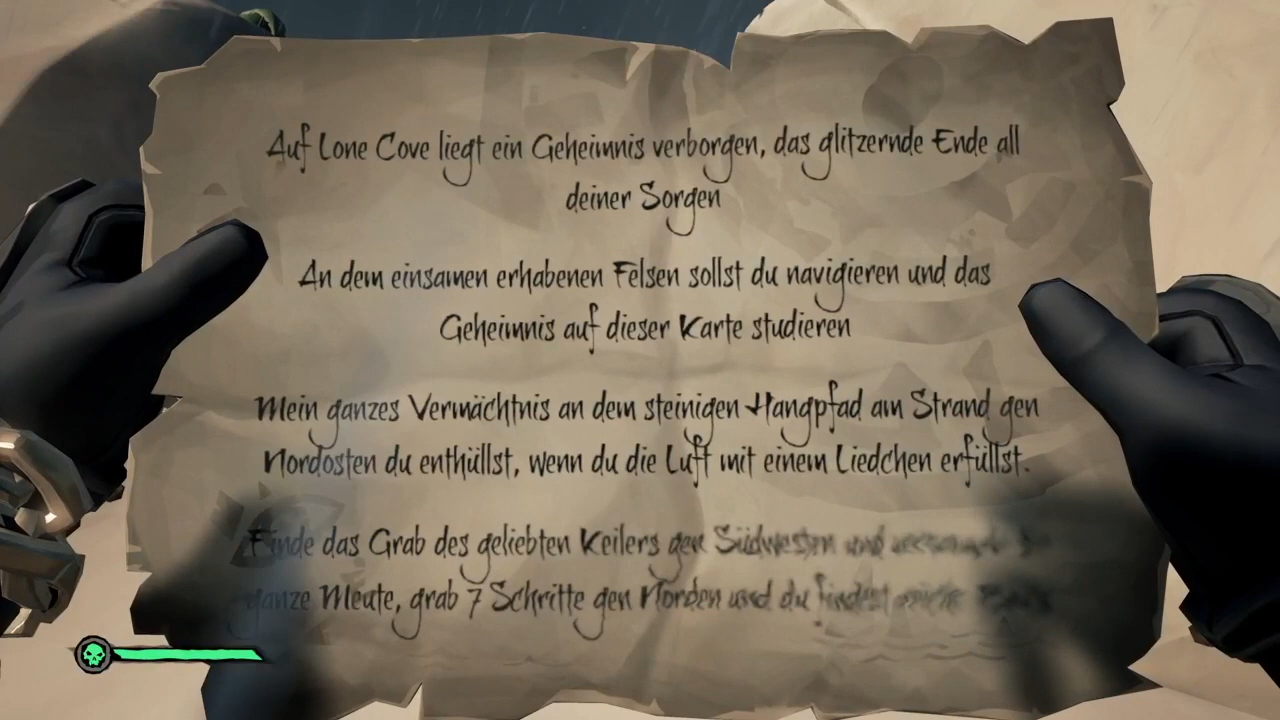 Auf Lone Cove liegt ein Geheimnis verborgen, das glitzernde Ende all
deiner Sorgen
An dem einsamen erhabenen Felsen sollst du navigieren und das
Geheimnis auf dieser Karte studieren
Mein ganzes Vermächtnis an dem steinigen Hangpfad am Strand gen
Nordosten du enthüllst, wenn du die Luft mit einem Liedchen erfüllst.
Finde das Grab des geliebten Keilers gen Südwesten und
ganze Meute, grab 7 Schritte gen Norden und du findest